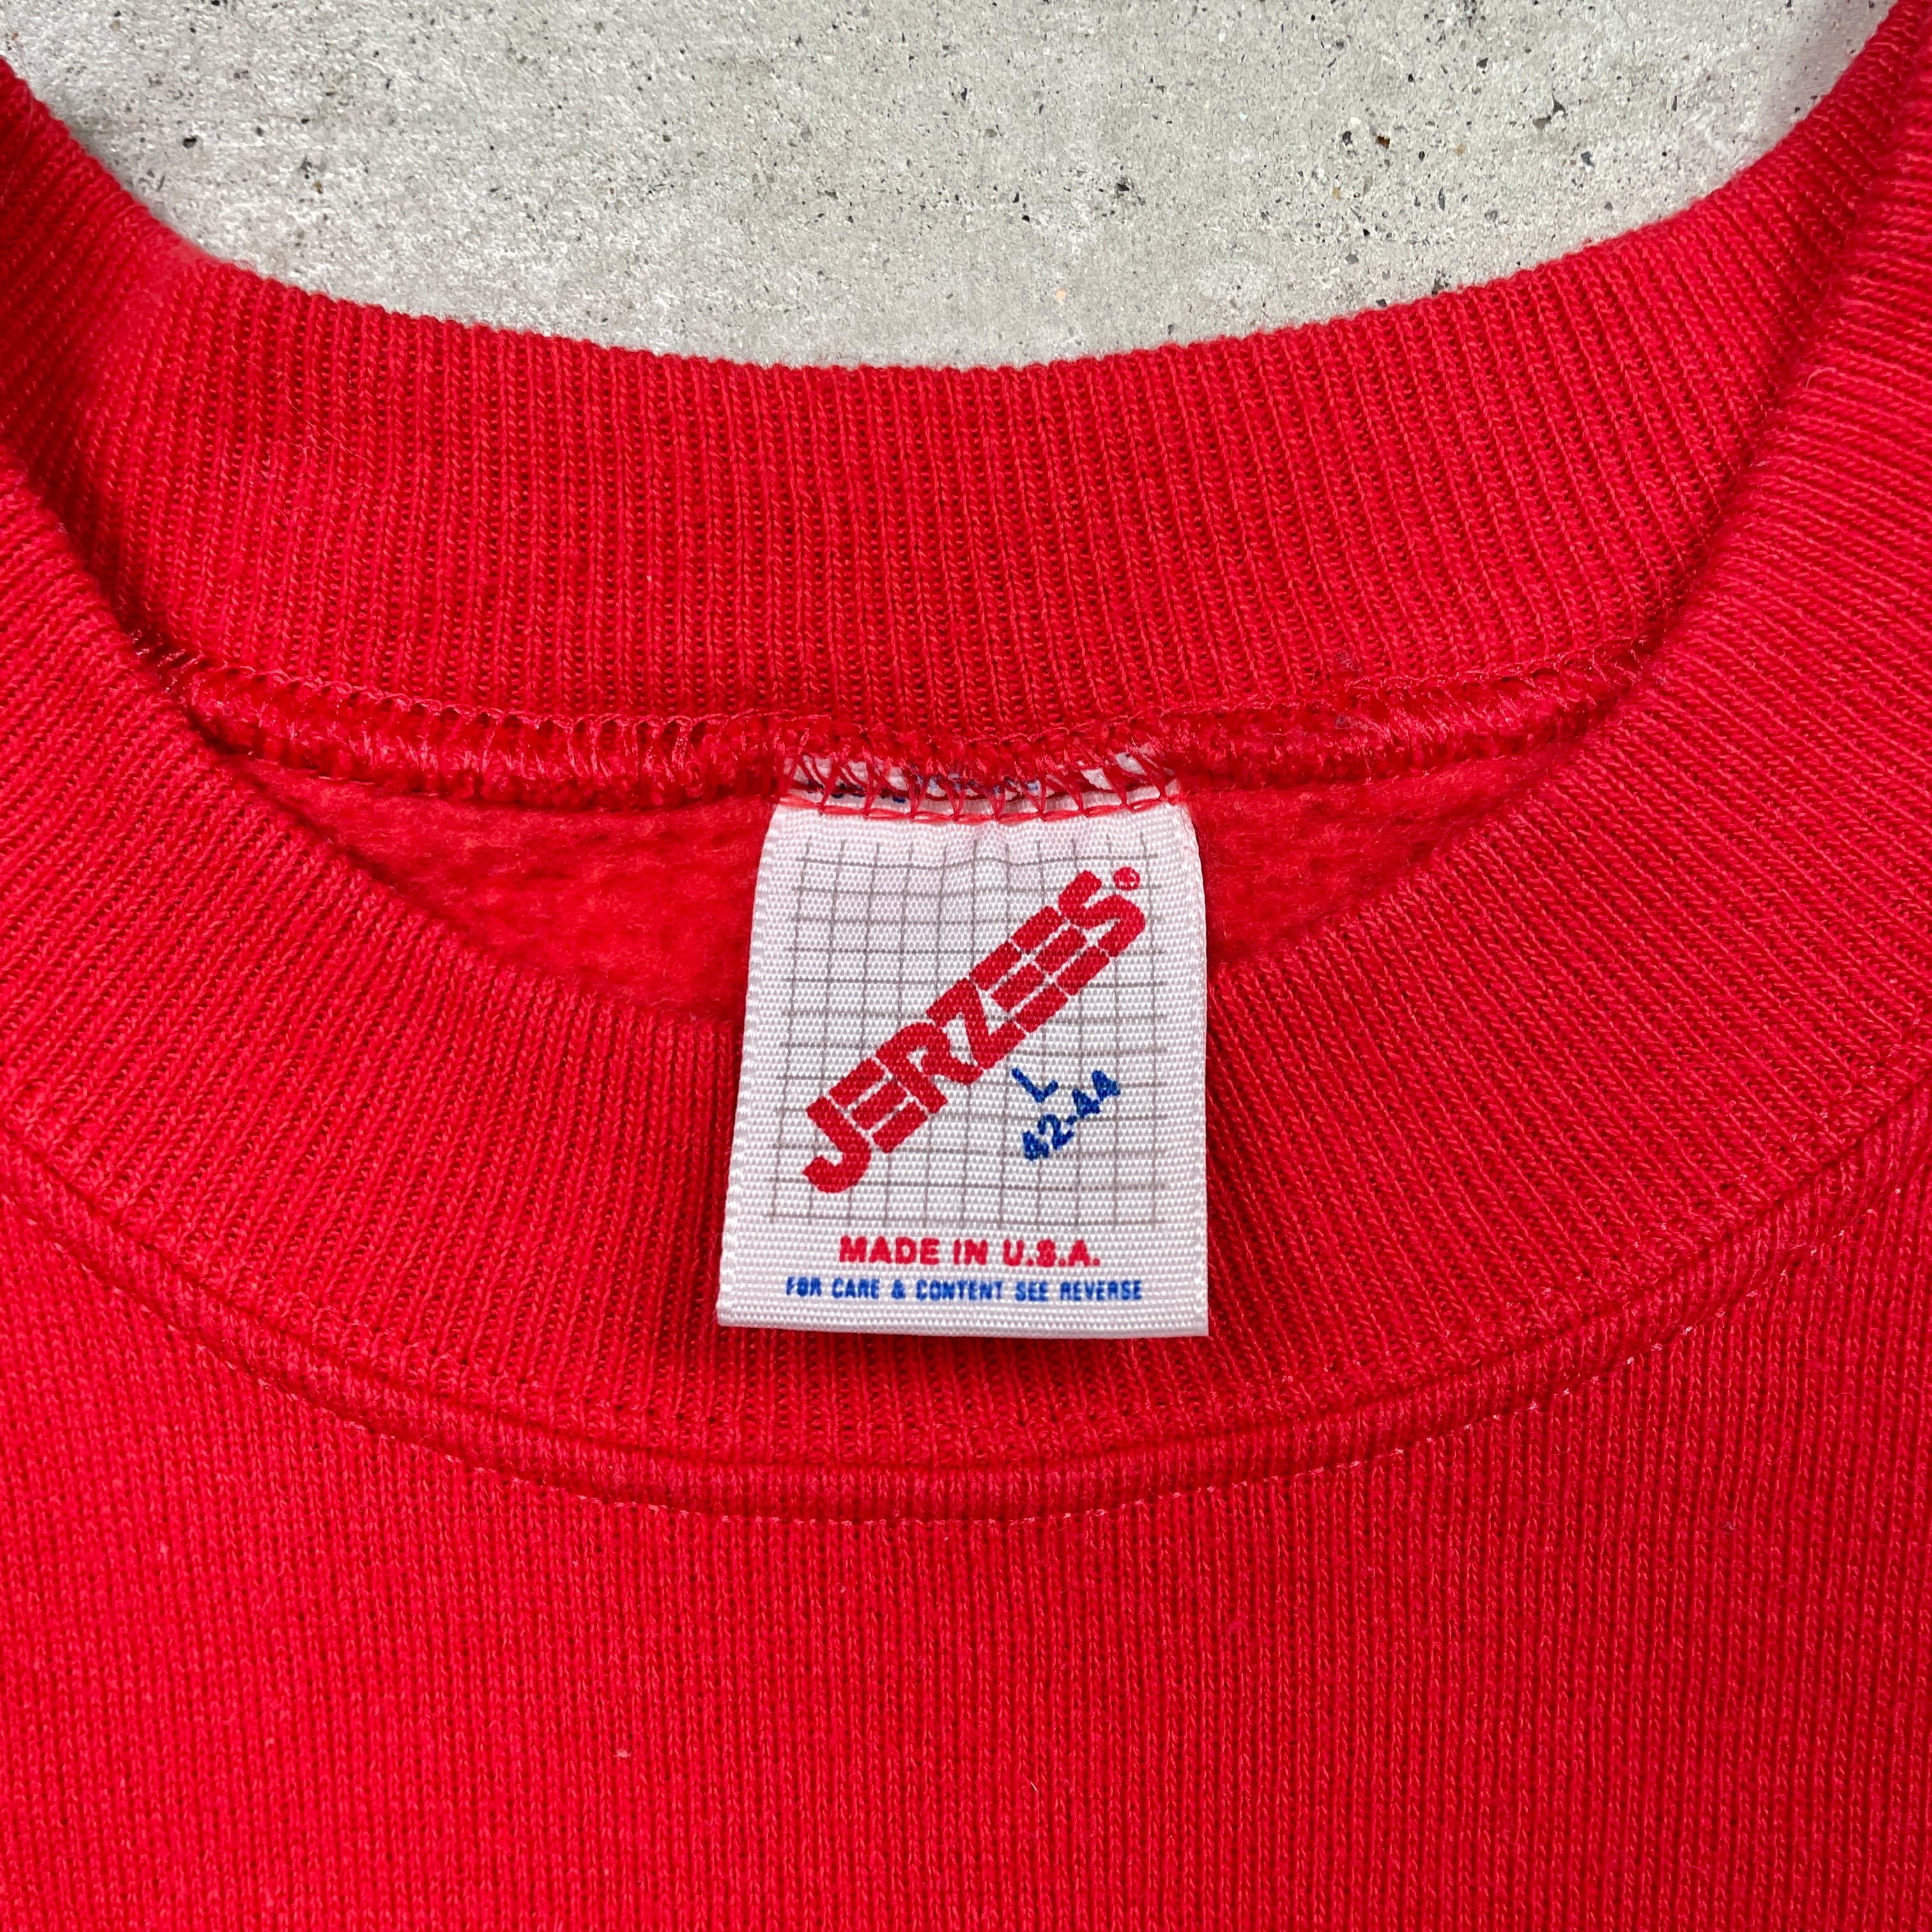 JERZEES®
L
42-44
MADE IN U.S.A.
FOR CARE & CONTENT SEE REVERSE